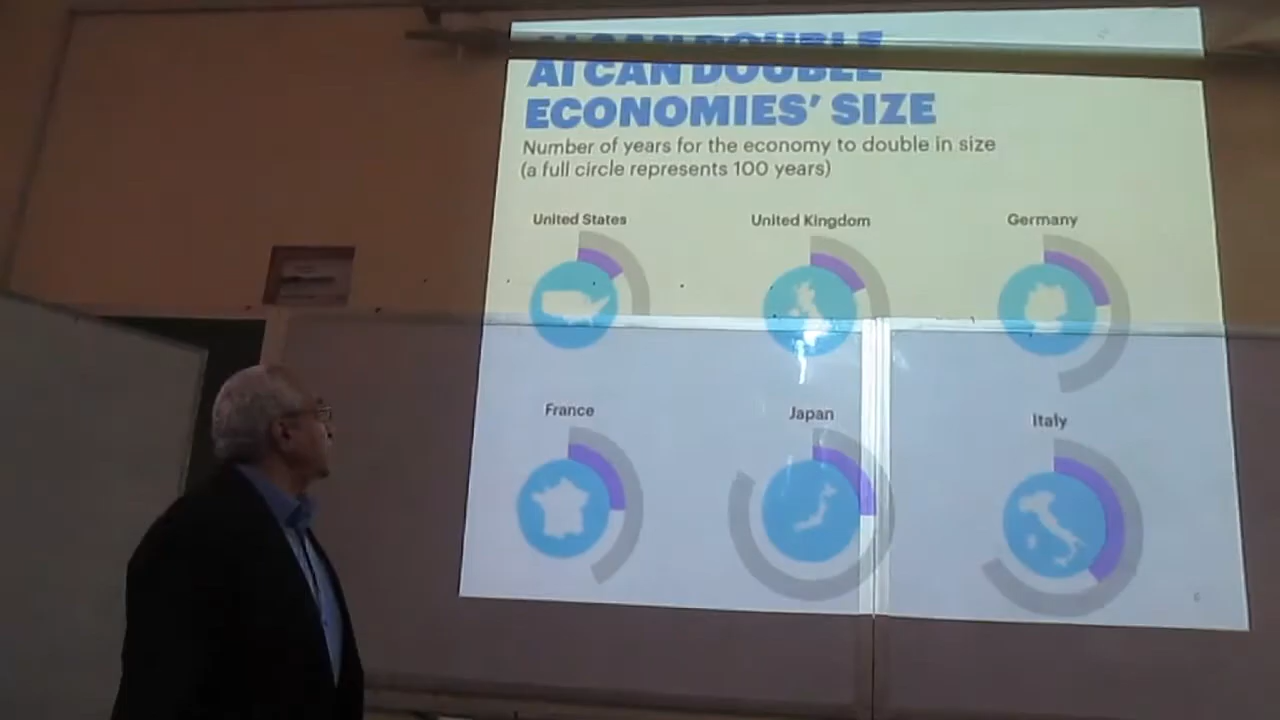 AI CAN DOUBLE
ECONOMIES' SIZE
Number of years for the economy to double in size
(a full circle represents 100 years)
United States
United Kingdom
Germany
France
Japan
Italy